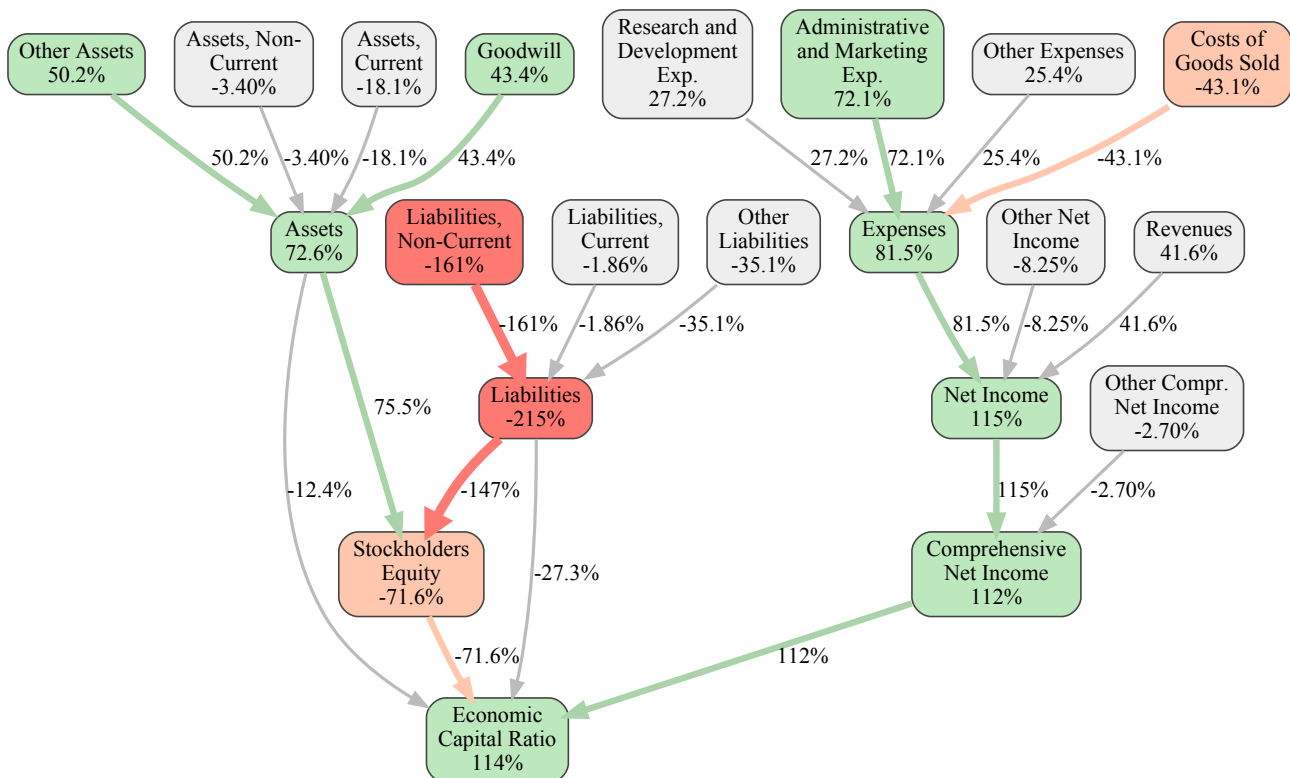 Other Assets
50.2%
Assets, Non-
Current
-3.40%
Assets,
Current
-18.1%
Goodwill
43.4%
Research and
Development
Exp.
27.2%
Administrative
and Marketing
Exp.
72.1%
Other Expenses
25.4%
Costs of
Goods Sold
-43.1%
50.2%
-3.40%
-18.1%
43.4%
27.2%
72.1%
25.4%
-43.1%
Assets
72.6%
Liabilities,
Non-Current
-161%
Liabilities,
Current
-1.86%
Other
Liabilities
-35.1%
Expenses
81.5%
Other Net
Income
-8.25%
Revenues
41.6%
-161%
-1.86%
-35.1%
81.5%
-8.25%
41.6%
75.5%
Liabilities
-215%
Net Income
115%
Other Compr.
Net Income
-2.70%
-12.4%
-147%
115%
-2.70%
Stockholders
Equity
-71.6%
-27.3%
Comprehensive
Net Income
112%
-71.6%
112%
Economic
Capital Ratio
114%